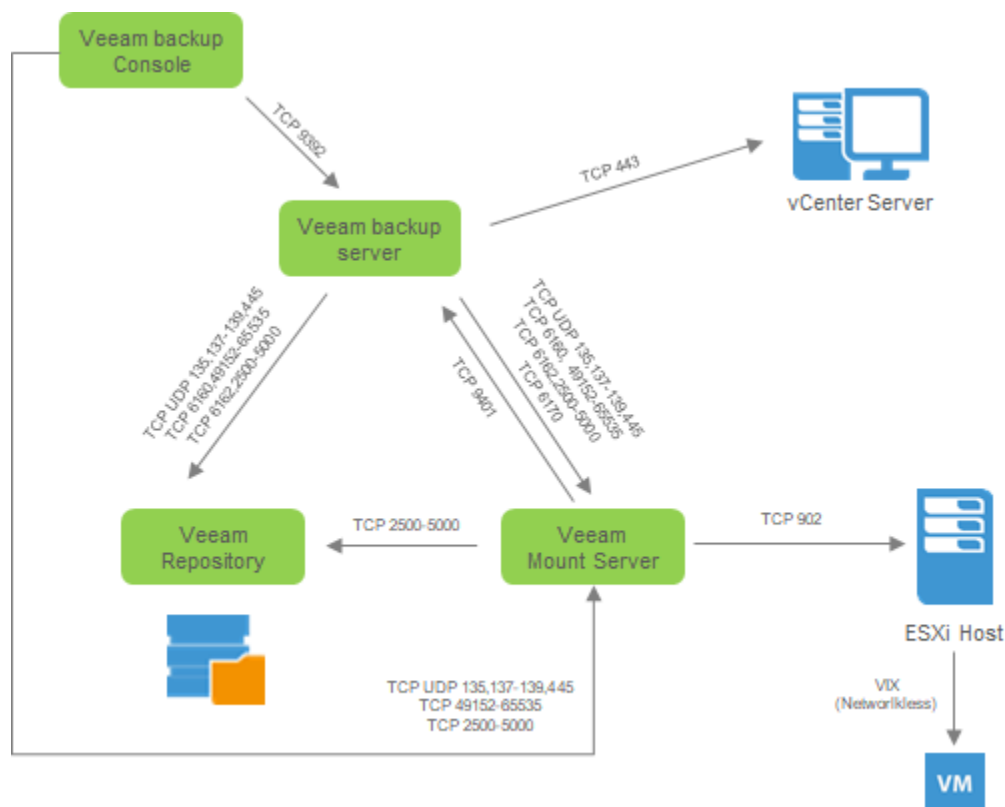 Veeam backup
Console
TCP 9392
TCP 443
vCenter Server
Veeam backup
server
TCP UDP 135,137-139,445
TCP 6160,49152-65535
TCP 6162,2500-5000
TCP 9401
TCP UDP 135,137-139,445
TCP 6160, 49152-65535
TCP 6162,2500-5000
TCP 6170
Veeam
Repository
TCP 2500-5000
Veeam
Mount Server
TCP 902
ESXi Host
TCP UDP 135,137-139,445
TCP 49152-65535
TCP 2500-5000
VIX
(Networlkless)
VM